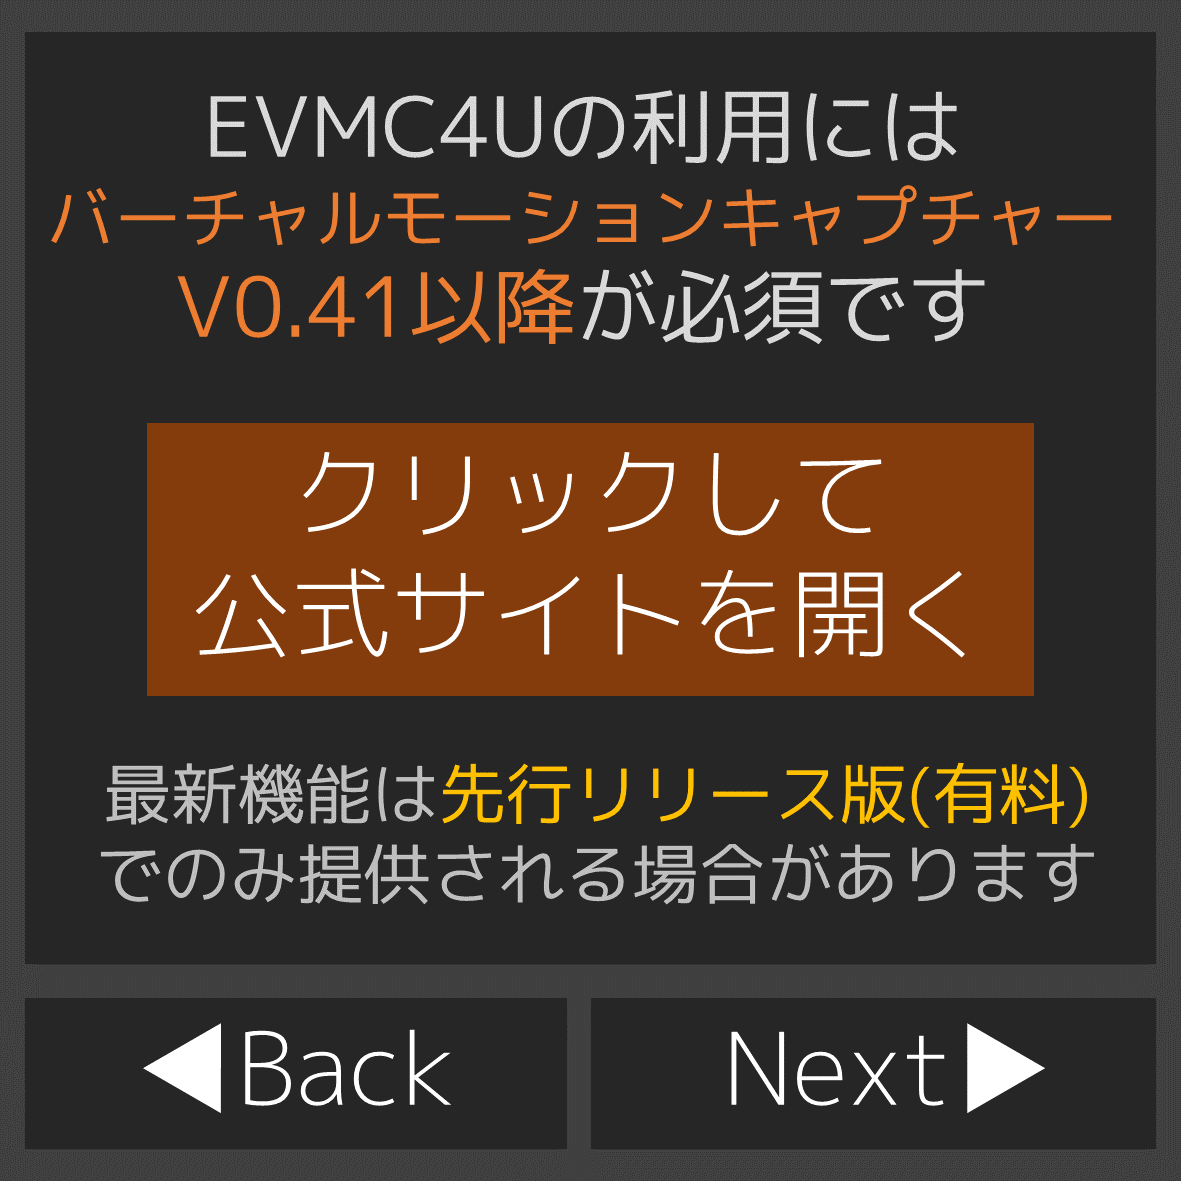 EVMC4Uの利用には
バーチャルモーションキャプチャー
V0.41以降が必須です
クリックして
公式サイトを開く
最新機能は先行リリース版(有料)
でのみ提供される場合があります
◀Back
Next▶